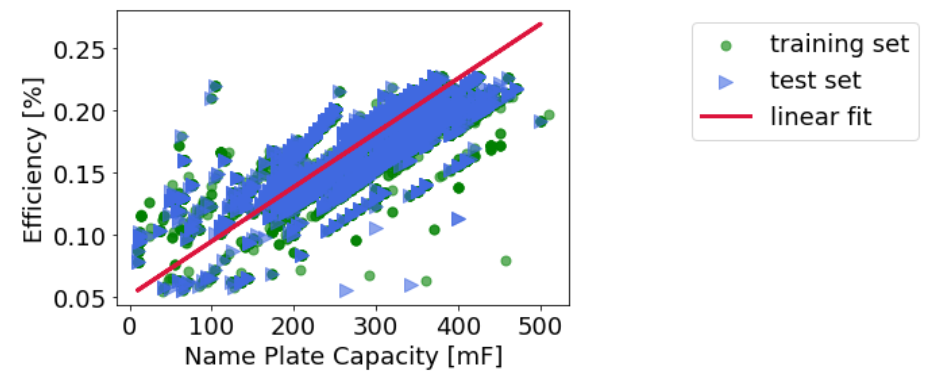 0.25
0.20
0.15
0.10
0.05
Efficiency [%]
0 100 200 300 400 500
Name Plate Capacity [mF]
training set
test set
linear fit